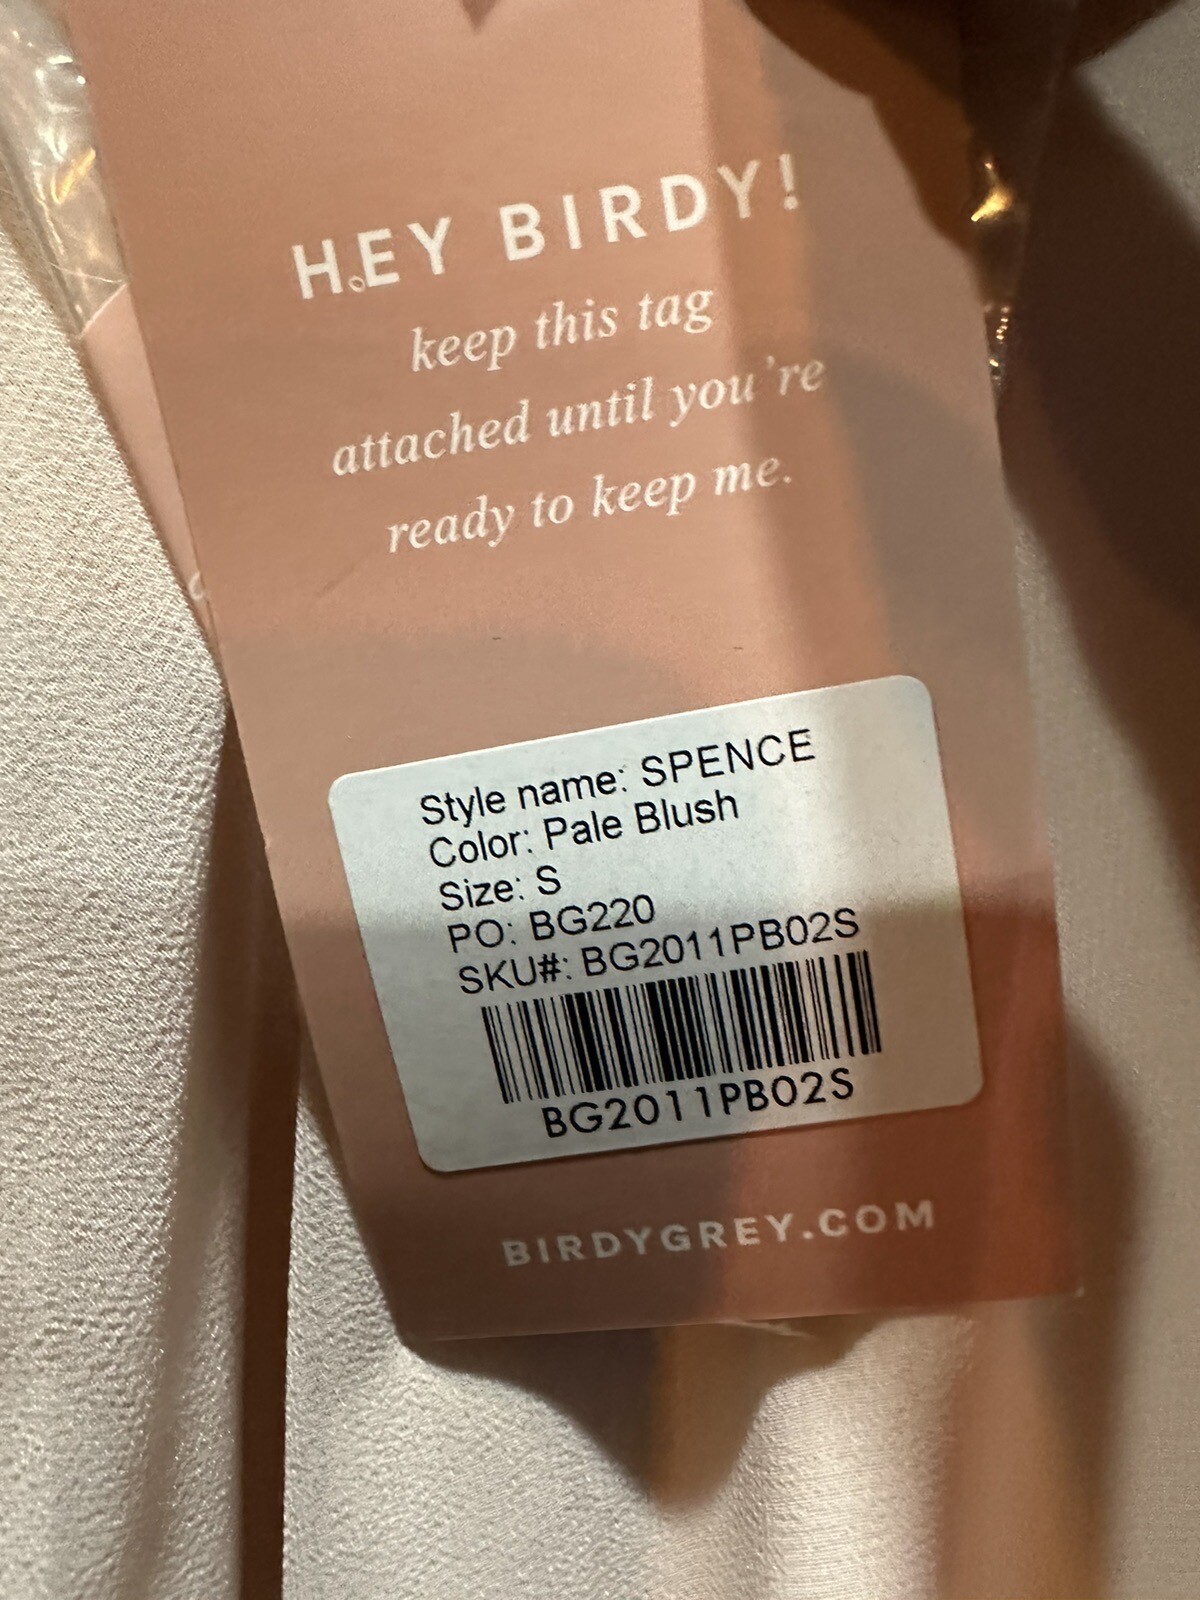 HEY BIRDY!
keep this tag
attached until you're
ready to keep me.
Style name: SPENCE
Color: Pale Blush
Size: S
PO: BG220
SKU#: BG2011PB02S
BG2011PB02S
BIRDYGREY.COM